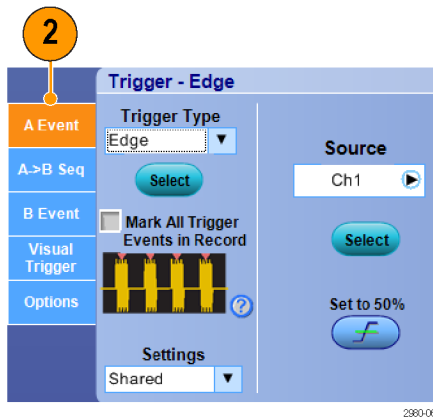 2
Trigger - Edge
A Event
A->B Seq
B Event
Visual
Trigger
Options
Trigger Type
Edge
Select
Mark All Trigger
Events in Record
?
Settings
Shared
Source
Ch1
Select
Set to 50%